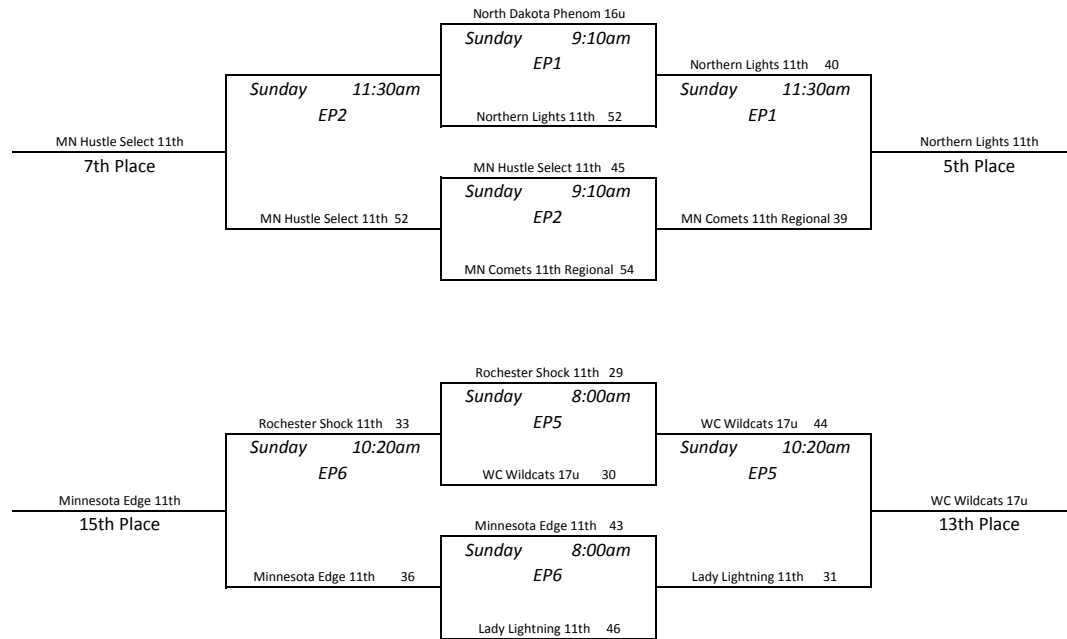 North Dakota Phenom 16u
Sunday 9:10am
EP1
Northern Lights 11th 40
Sunday 11:30am
EP2
Sunday 11:30am
EP1
Northern Lights 11th 52
MN Hustle Select 11th
7th Place
Northern Lights 11th
5th Place
MN Hustle Select 11th 45
Sunday 9:10am
EP2
MN Hustle Select 11th 52
MN Comets 11th Regional 39
MN Comets 11th Regional 54
Rochester Shock 11th 29
Sunday 8:00am
EP5
Rochester Shock 11th 33
WC Wildcats 17u 44
Sunday 10:20am
EP6
Sunday 10:20am
EP5
WC Wildcats 17u 30
Minnesota Edge 11th
15th Place
WC Wildcats 17u
13th Place
Minnesota Edge 11th 43
Sunday 8:00am
EP6
Minnesota Edge 11th 36
Lady Lightning 11th 31
Lady Lightning 11th 46